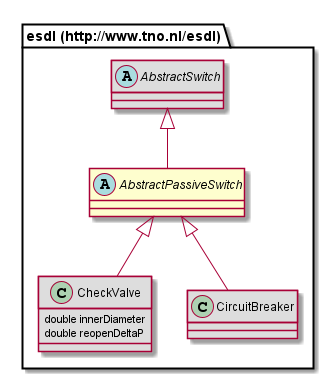 esdl (http://www.tno.nl/esdl)
A AbstractSwitch
A AbstractPassiveSwitch
C CheckValve
double innerDiameter
double reopenDeltaP
C CircuitBreaker